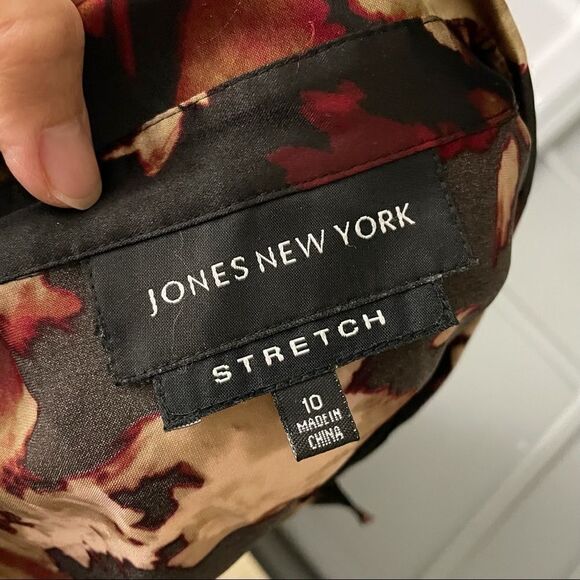 JONES NEW YORK
STRETCH
10
MADE IN
CHINA